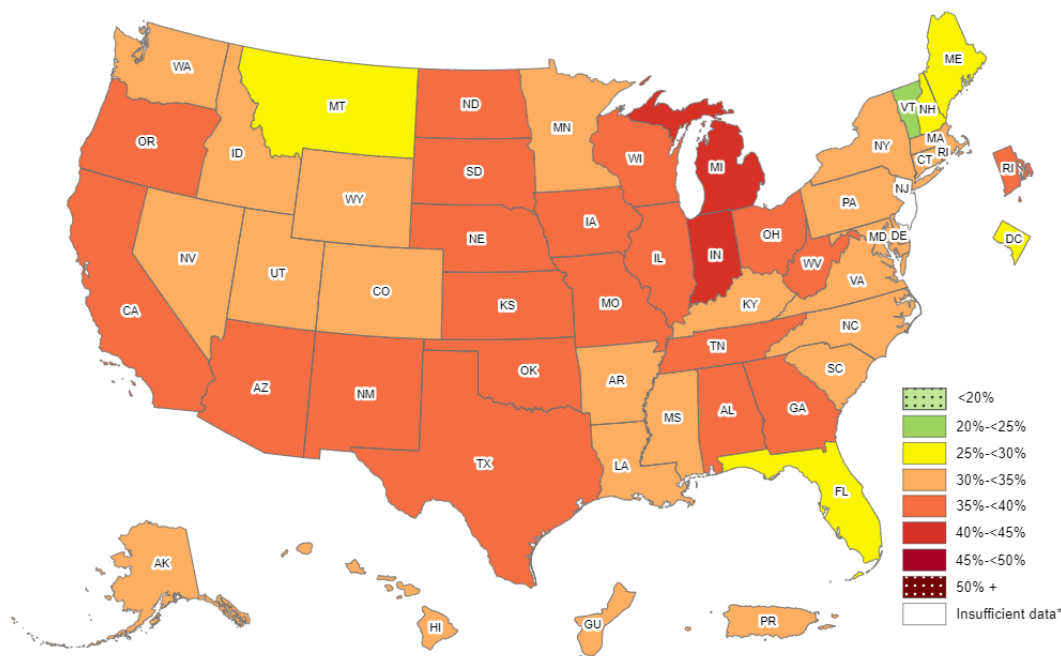 ME
WA
MT
ND
VT
NH
MN
OR
MA
NY
RI
ID
WI
CT
SD
MI
RI
WY
NJ
PA
IA
NE
OH
DE
MD
DC
NV
IL
IN
UT
WV
CO
VA
CA
KS
MO
KY
NC
TN
OK
AZ
NM
AR
SC
AL
GA
MS
TX
LA
FL
AK
HI
GU
PR
<20%
20%-<25%
25%-<30%
30%-<35%
35%-<40%
40%-<45%
45%-<50%
50% +
Insufficient data*